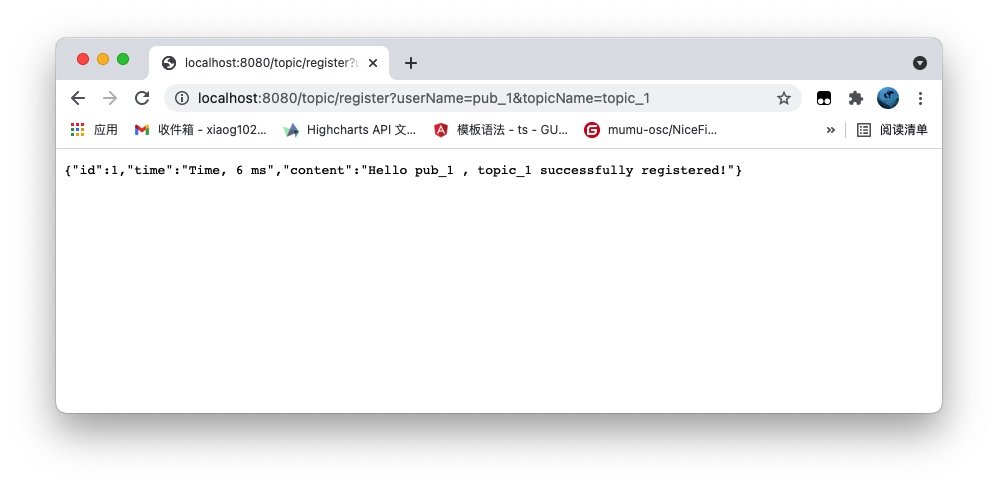 localhost:8080/topic/register?u
localhost:8080/topic/register?userName=pub_1&topicName=topic_1
应用 收件箱 - xiaog102... Highcharts API 文... 模板语法 - ts - GU... mumu-osc/NiceFi... » 阅读清单
{"id":1,"time":"Time, 6 ms","content":"Hello pub_1 , topic_1 successfully registered!"}